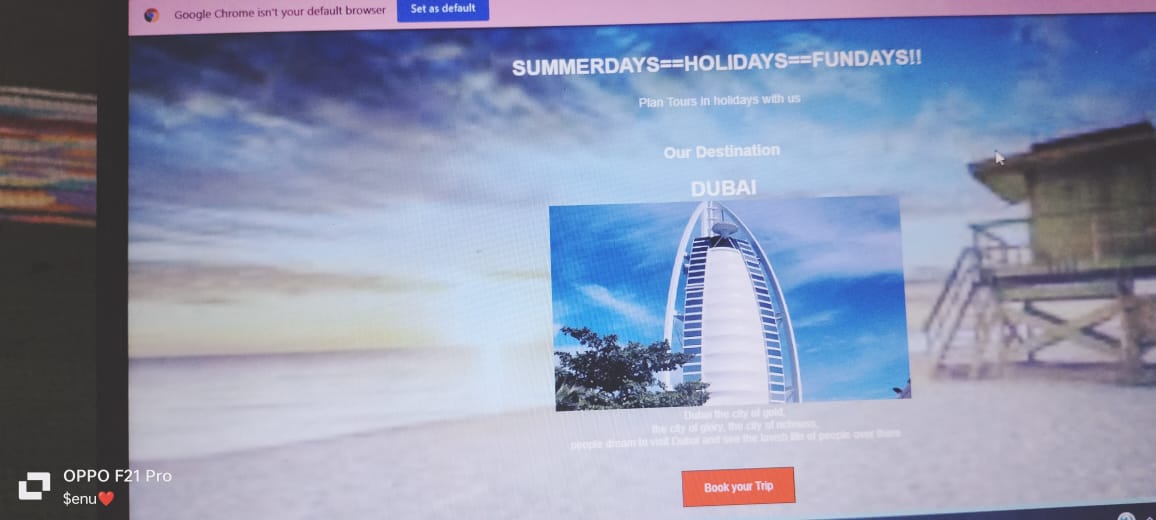 Google Chrome isn't your default browser
Set as default
SUMMERDAYS==HOLIDAYS==FUNDAYS!!
Plan Tours in holidays with us
Our Destination
DUBAI
Dubai the city of gold,
the city of glory, the city of richness,
people dream to visit Dubai and see the lavish life of people over there
Book your Trip
OPPO F21 Pro
$enu❤️